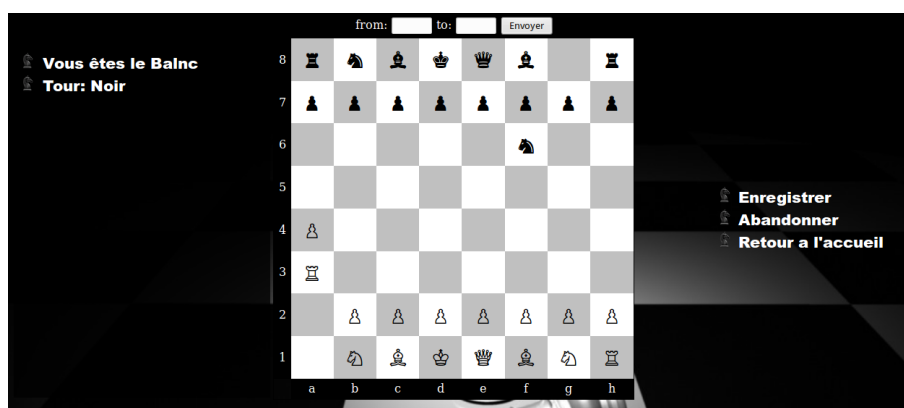 from: to: Envoyer
Vous êtes le Balnc
Tour: Noir
8
7
6
5
4
3
2
1
a b c d e f g h
Enregistrer
Abandonner
Retour a l'accueil